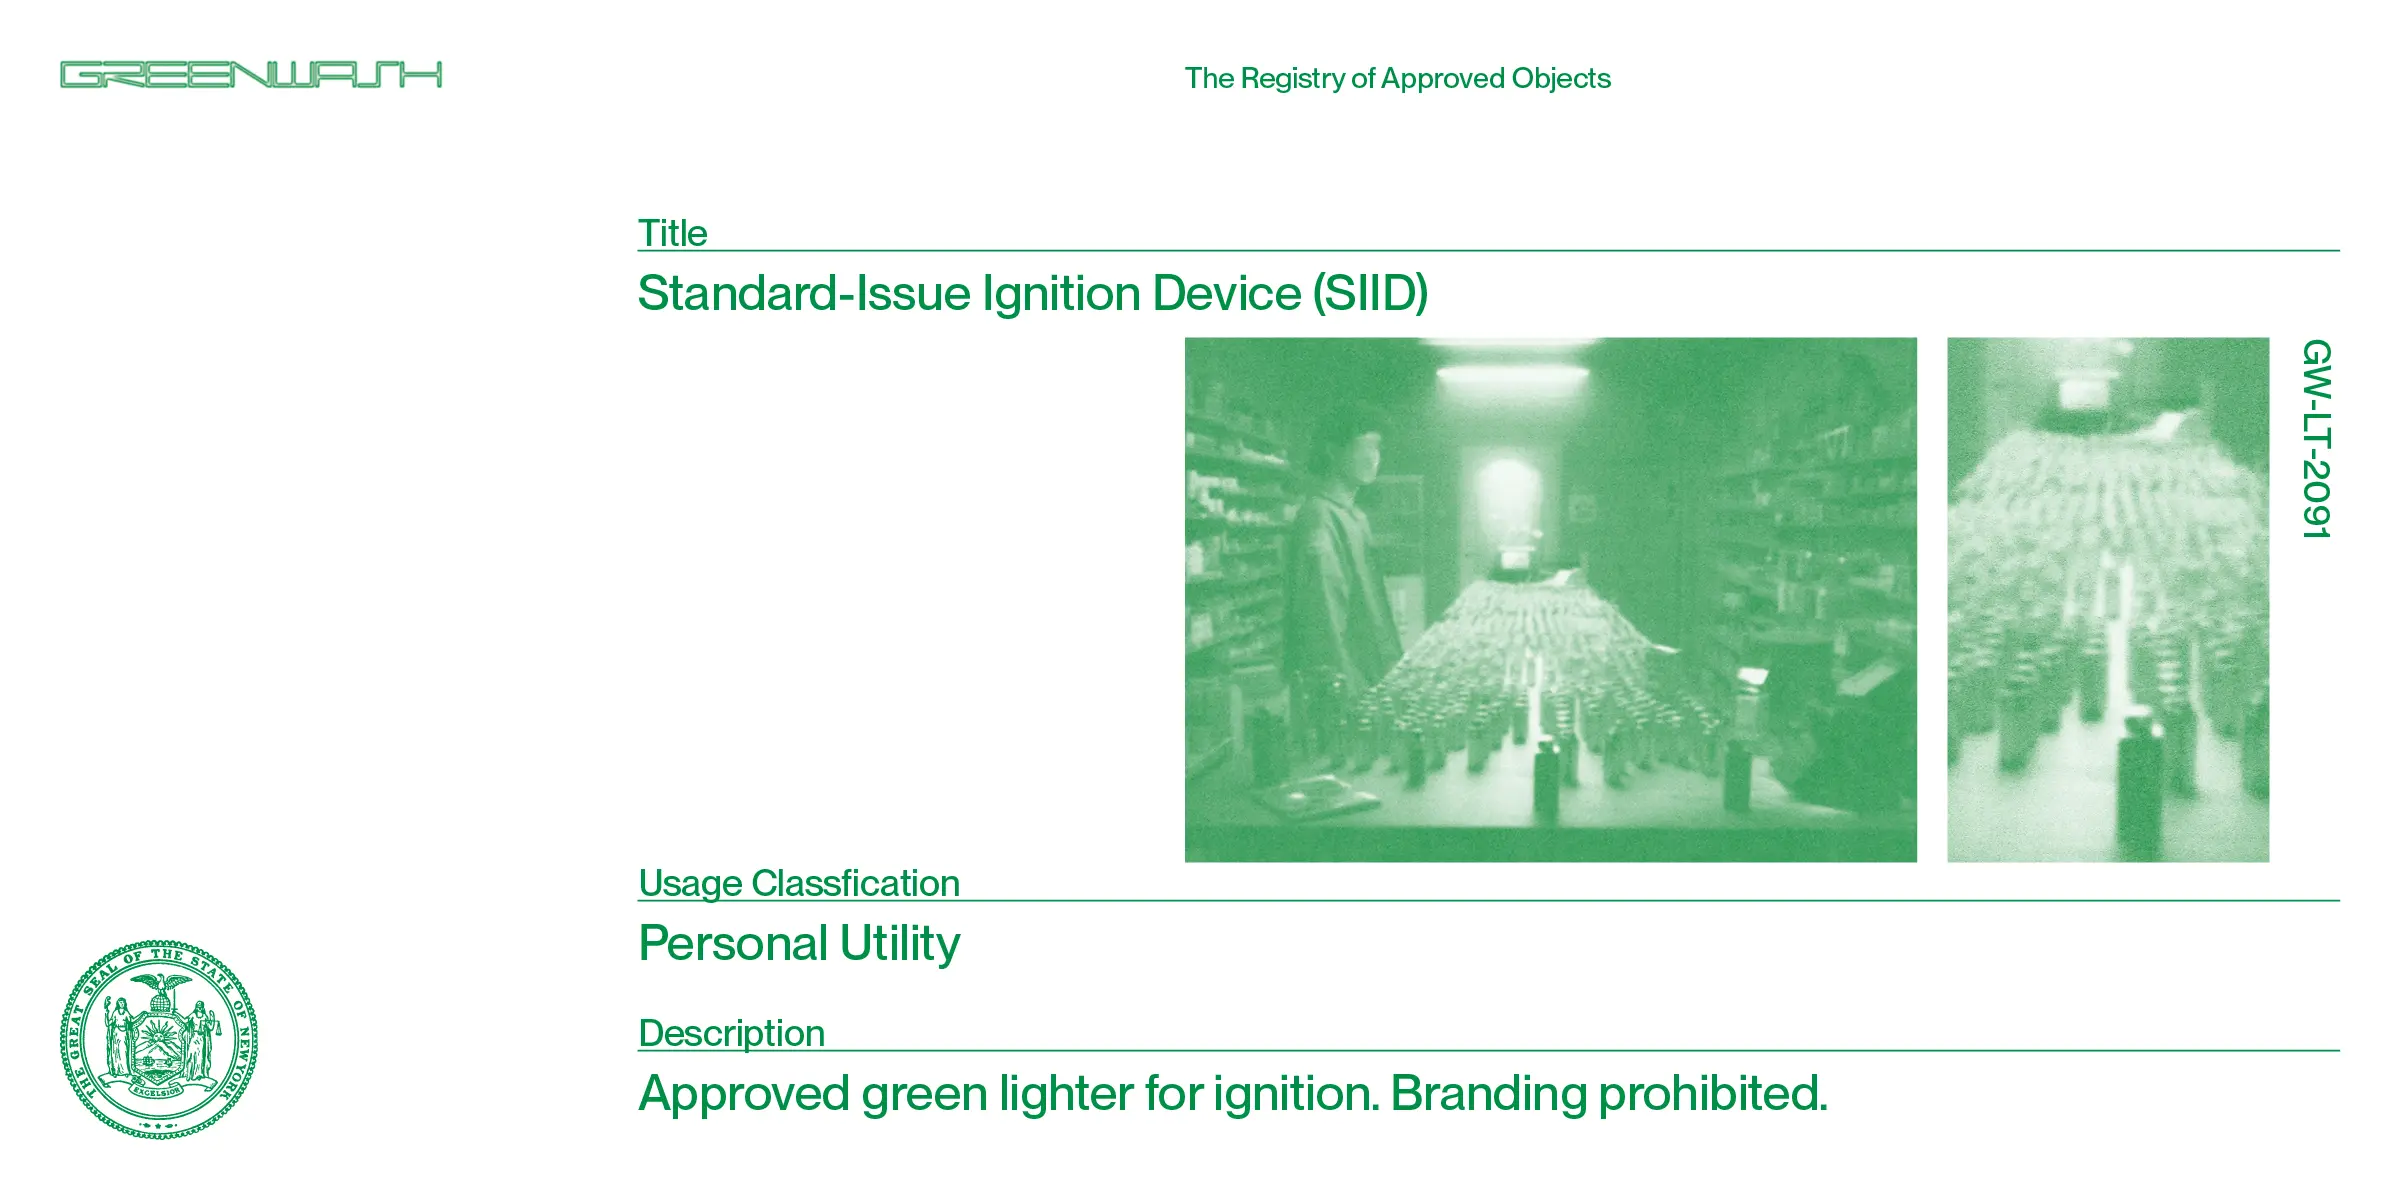 GREENWASH
The Registry of Approved Objects
Title
Standard-Issue Ignition Device (SIID)
GW-LT-2091
Usage Classfication
Personal Utility
Description
Approved green lighter for ignition. Branding prohibited.
THE GREAT SEAL OF THE STATE OF NEW YORK
EXCELSIOR